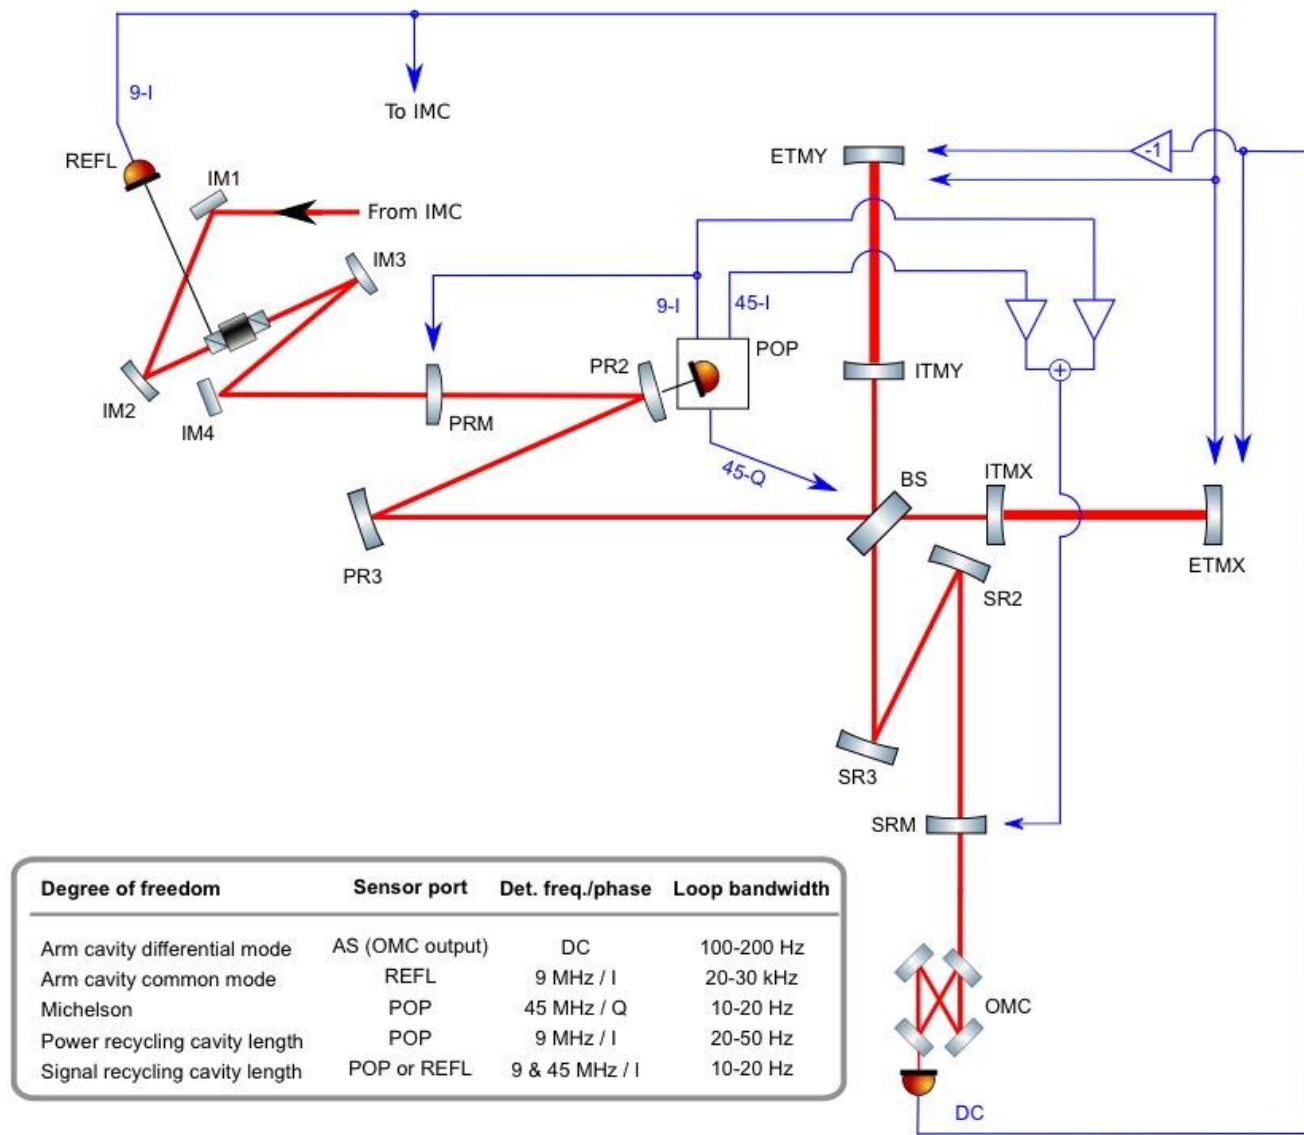 9-I
To IMC
REFL
IM1
From IMC
IM3
IM2
IM4
ETMY
-1
9-I
45-I
POP
PR2
PRM
ITMY
+
45-Q
BS
ITMX
PR3
ETMX
SR2
SR3
SRM
OMC
DC
Degree of freedom Sensor port Det. freq./phase Loop bandwidth
Arm cavity differential mode AS (OMC output) DC 100-200 Hz
Arm cavity common mode REFL 9 MHz / I 20-30 kHz
Michelson POP 45 MHz / Q 10-20 Hz
Power recycling cavity length POP 9 MHz / I 20-50 Hz
Signal recycling cavity length POP or REFL 9 & 45 MHz / I 10-20 Hz